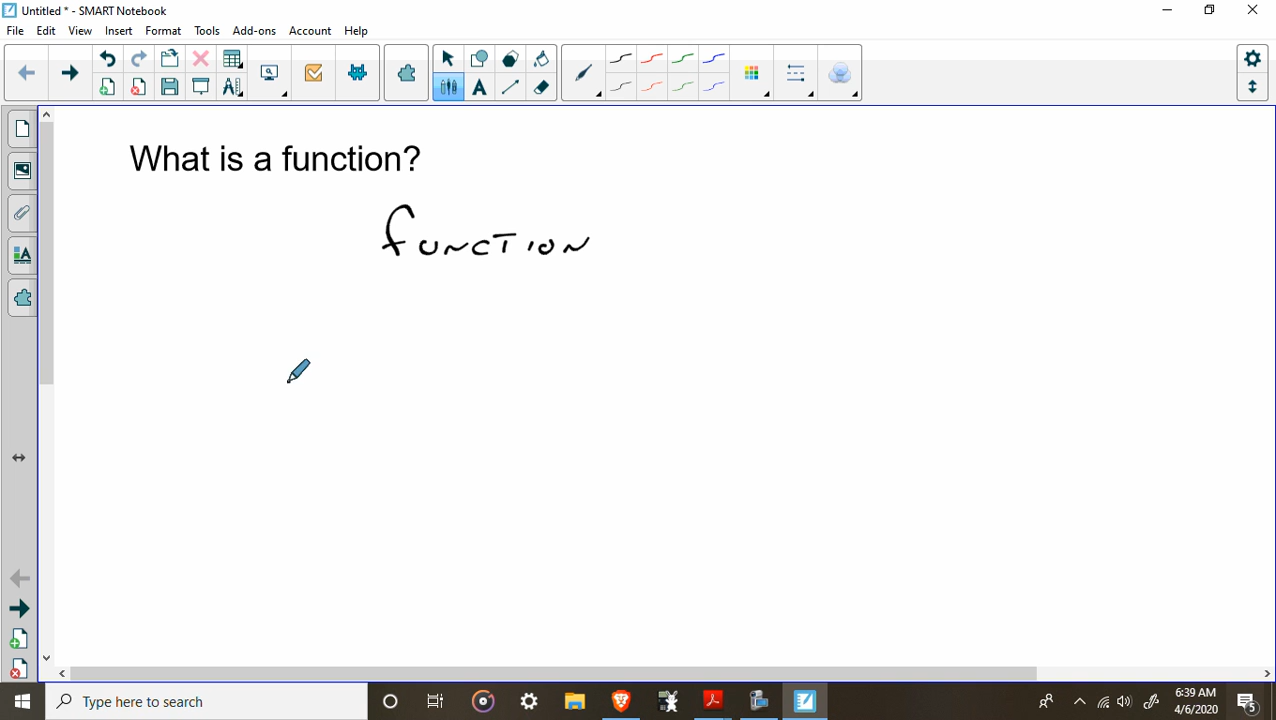 Untitled * - SMART Notebook
File Edit View Insert Format Tools Add-ons Account Help
What is a function?
function
Type here to search
6:39 AM
4/6/2020
5